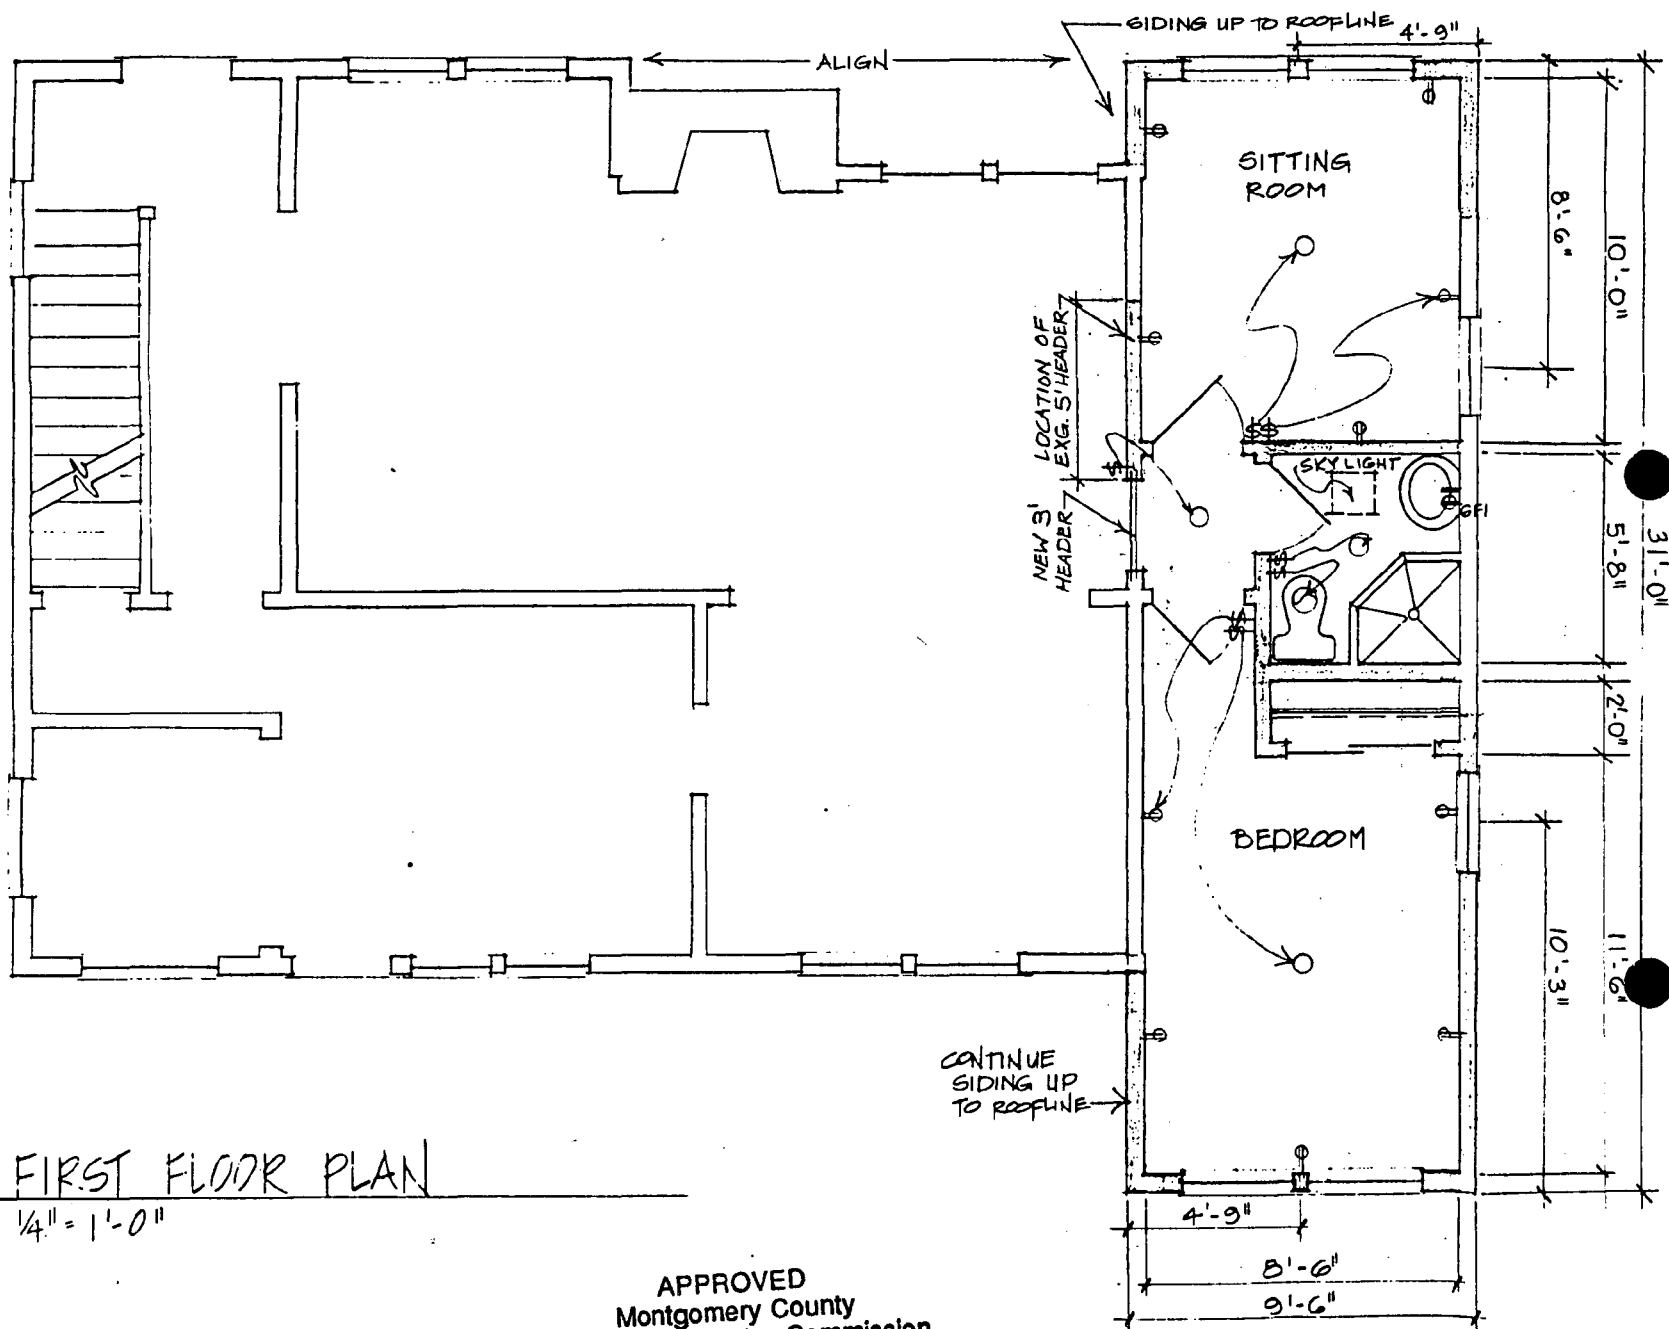 SIDING UP TO ROOFLINE
4'-9"
ALIGN
SITTING
ROOM
8'-6"
10'-0"
LOCATION OF
EXG. 5' HEADER
$$
SKYLIGHT
GFI
NEW 3'
HEADER
5'-8"
31'-0"
2'-0"
BEDROOM
10'-3"
11'-6"
CONTINUE
SIDING UP
TO ROOFLINE
FIRST FLOOR PLAN
1/4" = 1'-0"
4'-9"
8'-6"
9'-6"
APPROVED
Montgomery County
Commission